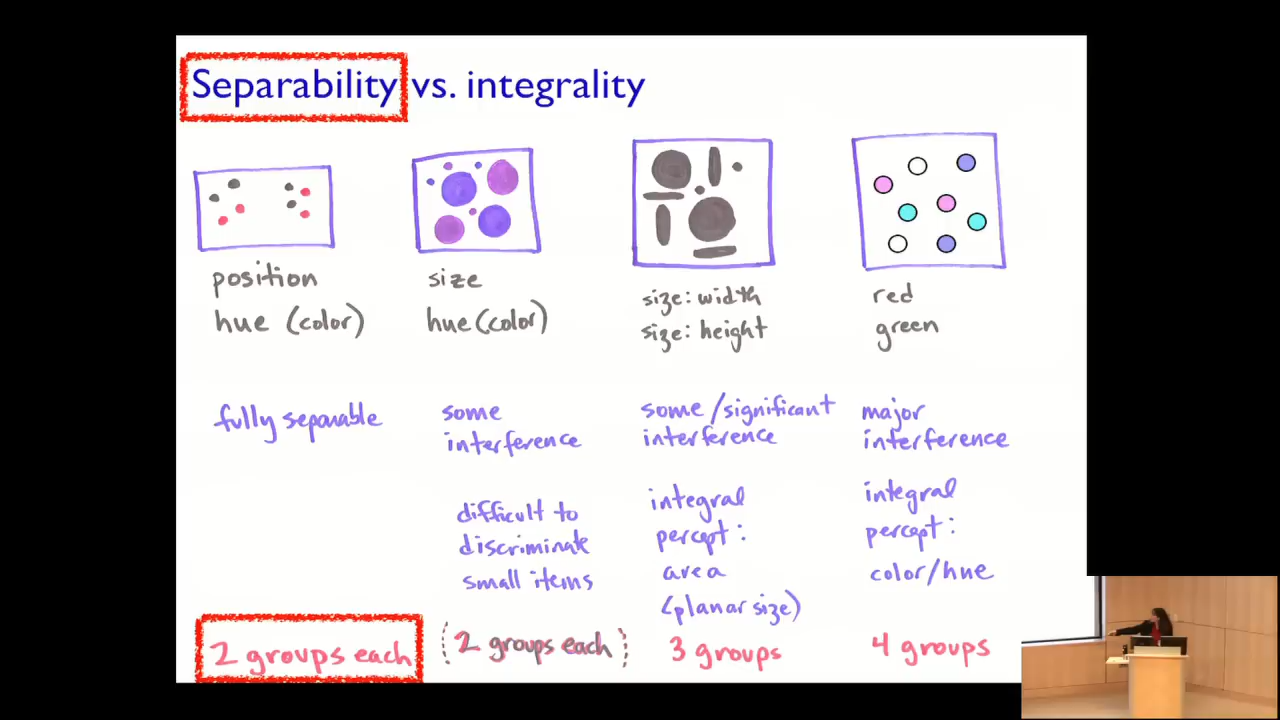 Separability vs. integrality
position
hue (color)
size
hue (color)
size: width
size: height
red
green
fully separable
some
interference
some/significant
interference
major
interference
difficult to
discriminate
small items
integral
percept:
area
(planar size)
integral
percept:
color/hue
2 groups each
(2 groups each)
3 groups
4 groups